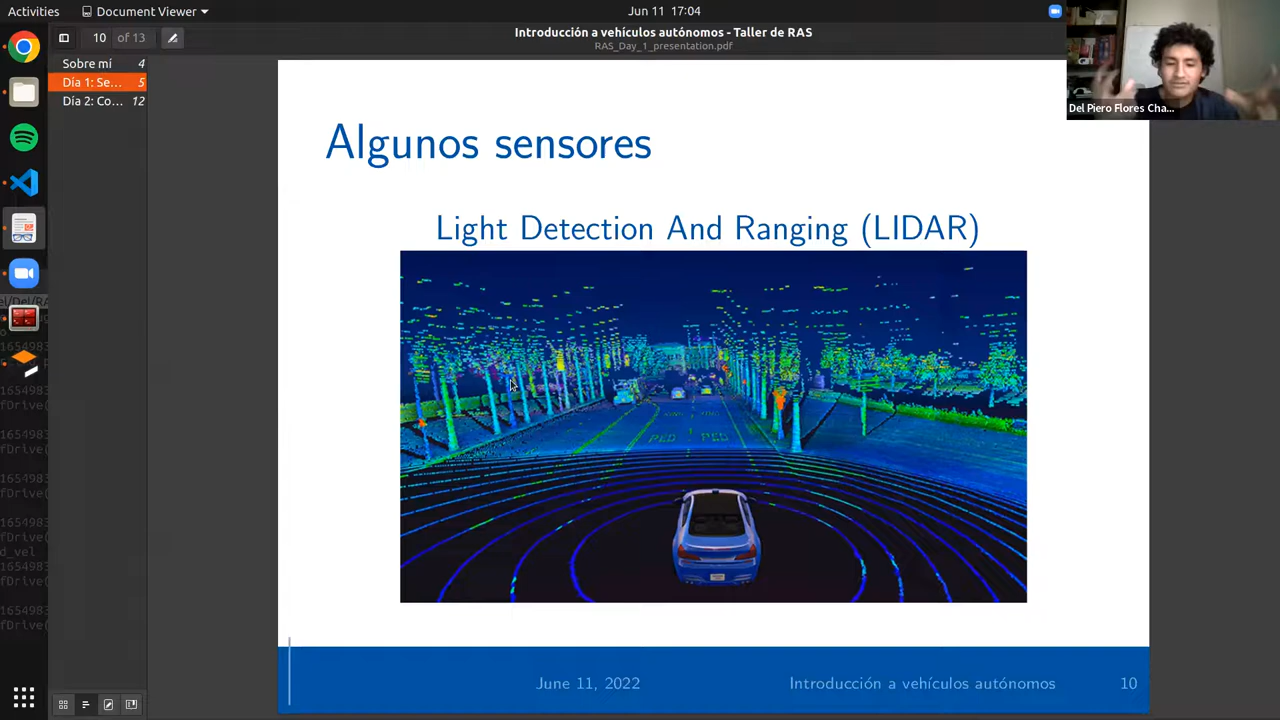 Activities
Document Viewer
Jun 11 17:04
10 of 13
Introducción a vehículos autónomos - Taller de RAS
RAS_Day_1_presentation.pdf
Sobre mí 4
Día 1: Se... 5
Día 2: Co... 12
Del Piero Flores Cha...
Algunos sensores
Light Detection And Ranging (LIDAR)
PED PED
June 11, 2022
Introducción a vehículos autónomos
10